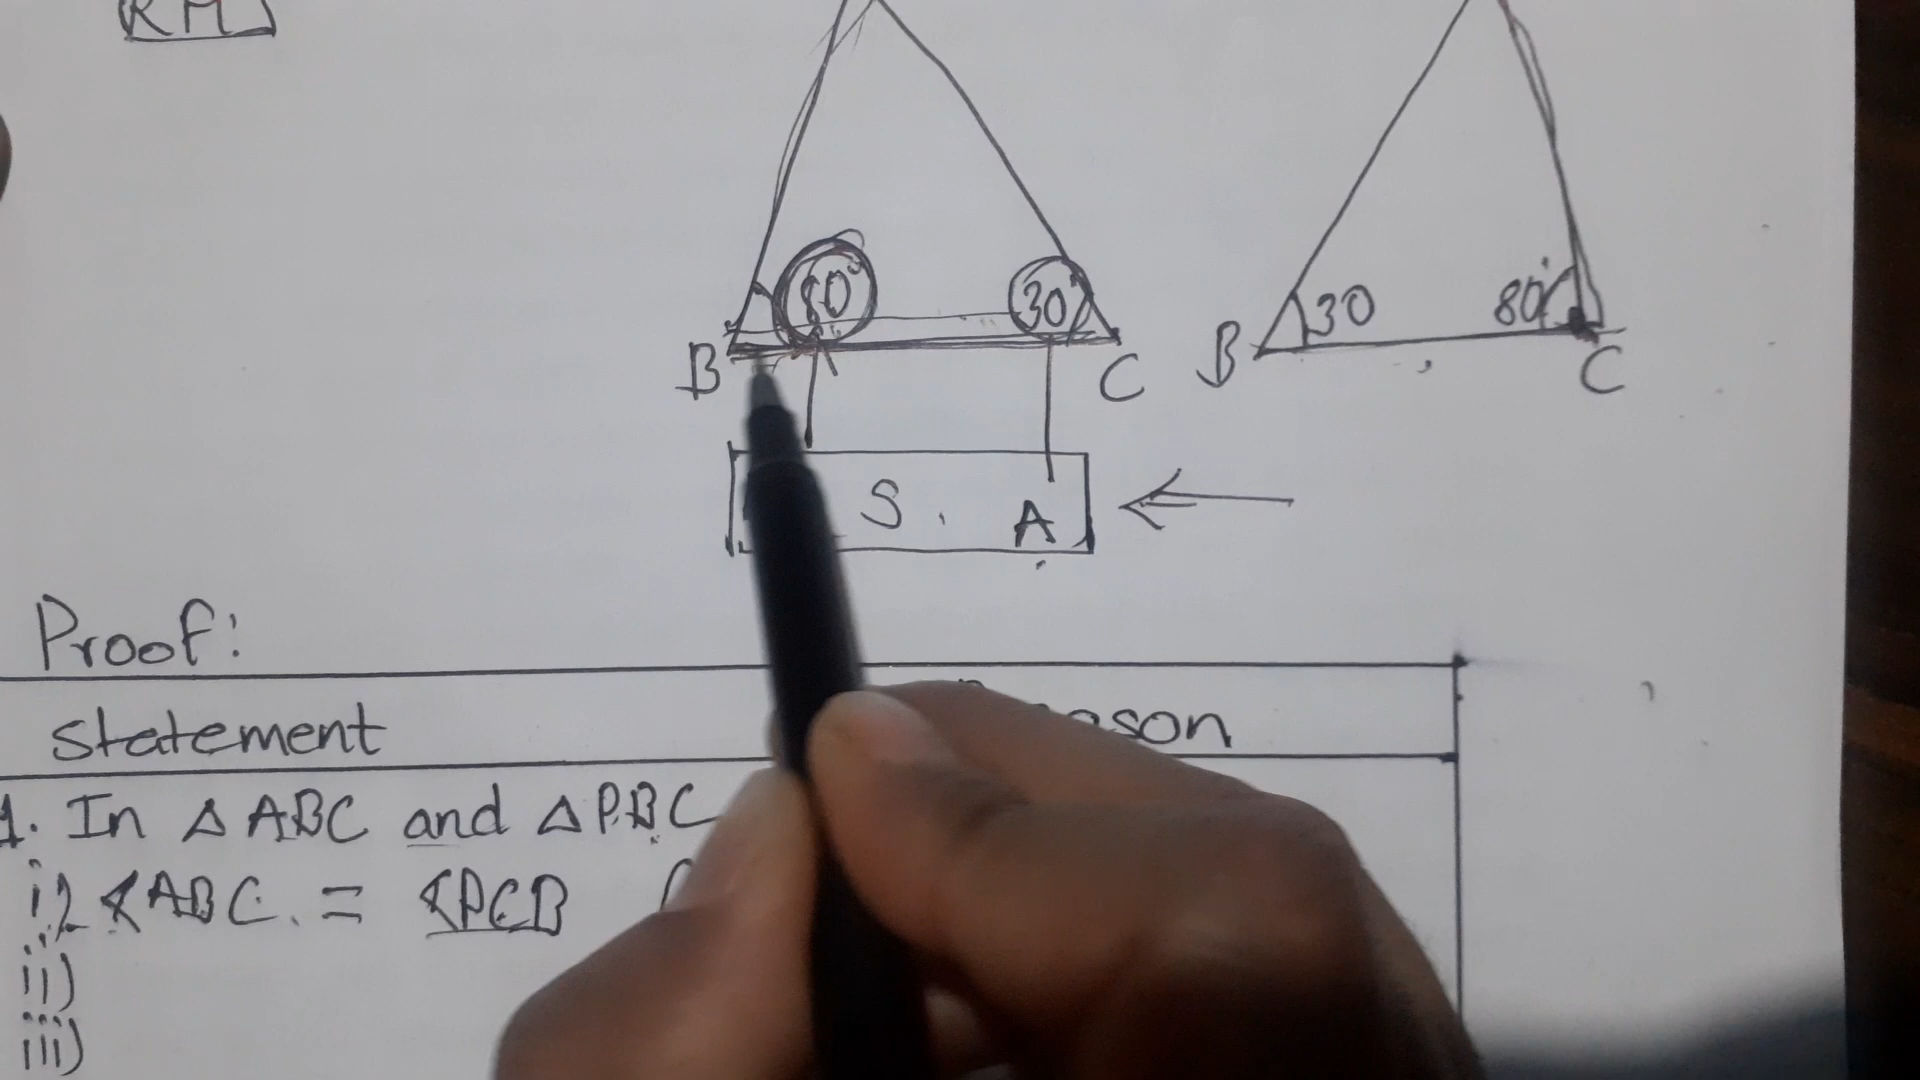 80° 30°
30 80°
B C B C
S. A
Proof:
statement
1. In △ABC and △PBC
i) ∢ABC. = ∢PCB
ii)
iii)